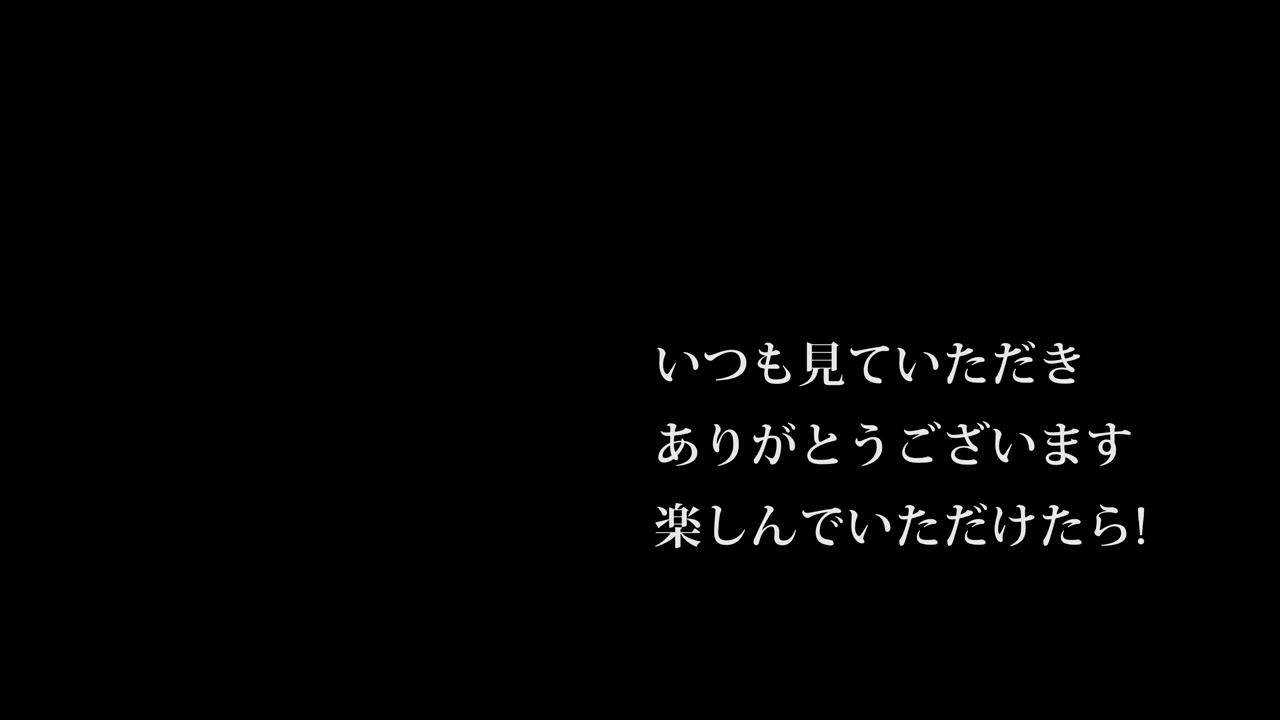 いつも見ていただき
ありがとうございます
楽しんでいただけたら!